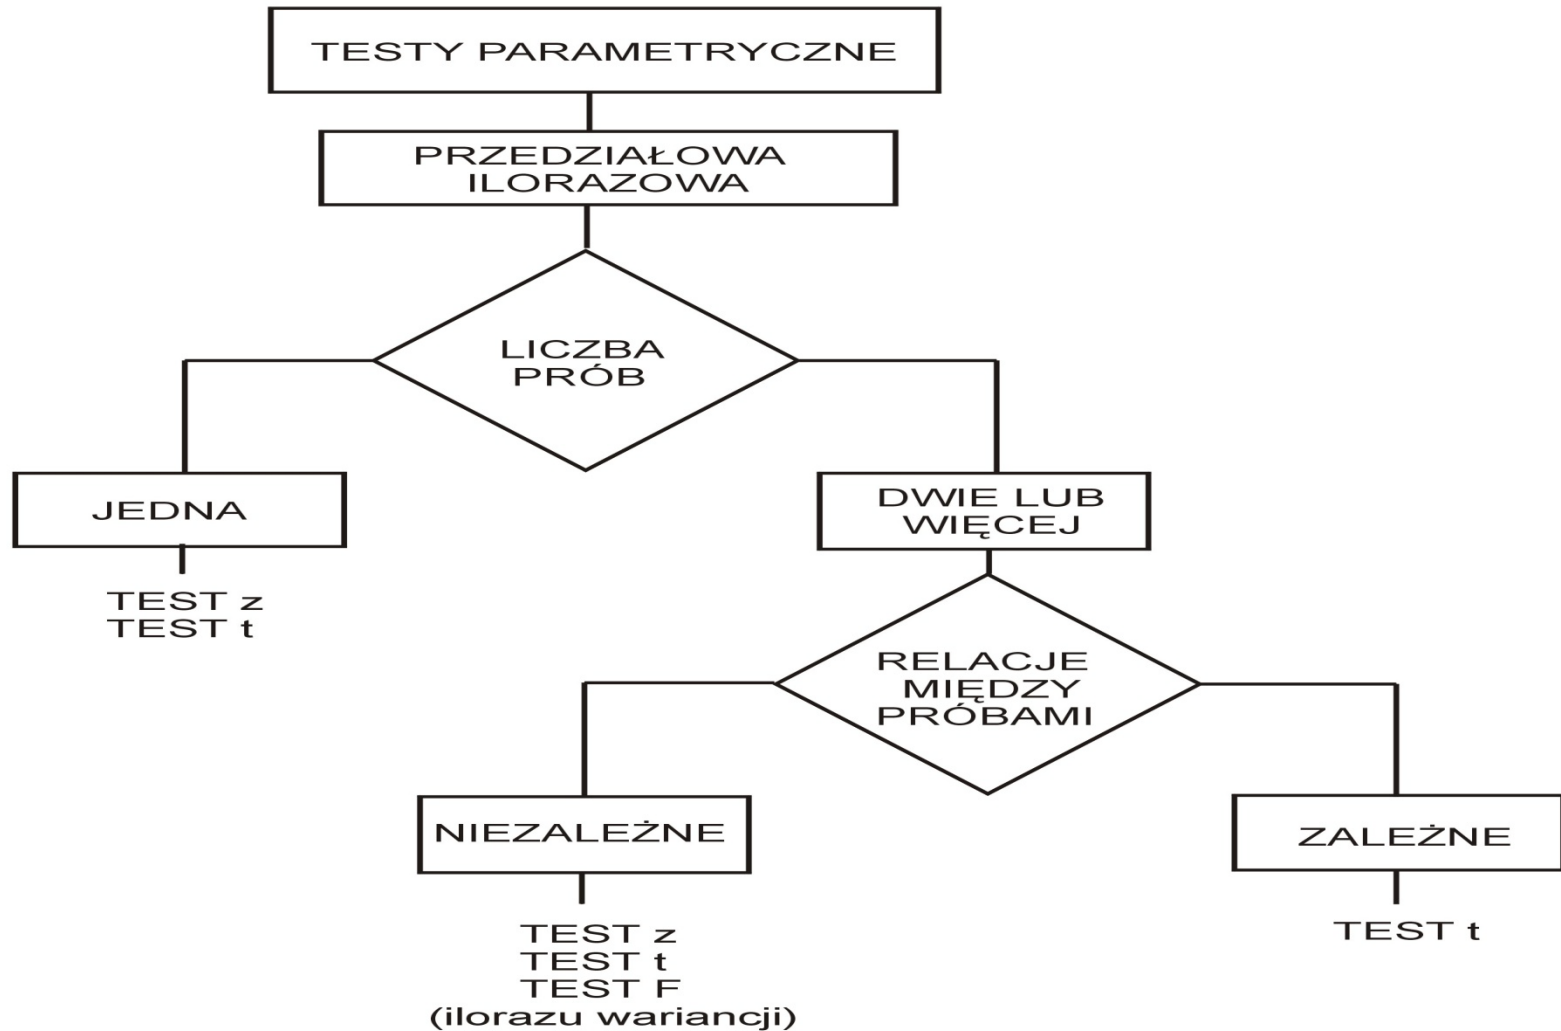 TESTY PARAMETRYCZNE
PRZEDZIAŁOWA
ILORAZOWA
LICZBA
PRÓB
JEDNA
DWIE LUB
WIĘCEJ
TEST z
TEST t
RELACJE
MIĘDZY
PRÓBAMI
NIEZALEŻNE
ZALEŻNE
TEST z
TEST t
TEST F
(ilorazu wariancji)
TEST t